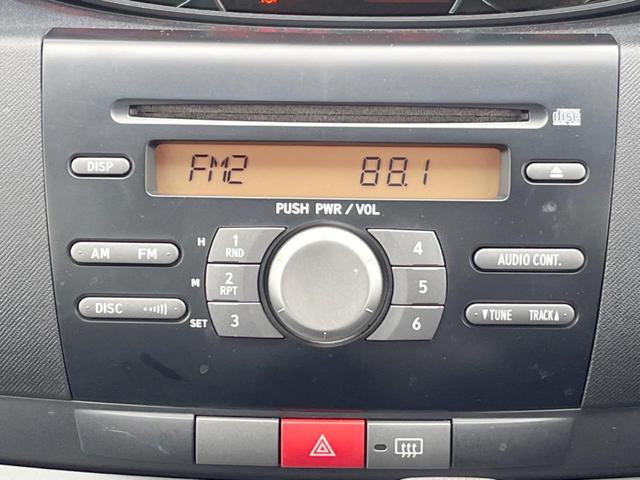 DISC
DISP
FM2 88.1
PUSH PWR / VOL
AM FM
H 1 RND
4
AUDIO CONT.
M 2 RPT
5
DISC
SET 3
6
▼TUNE TRACK▲